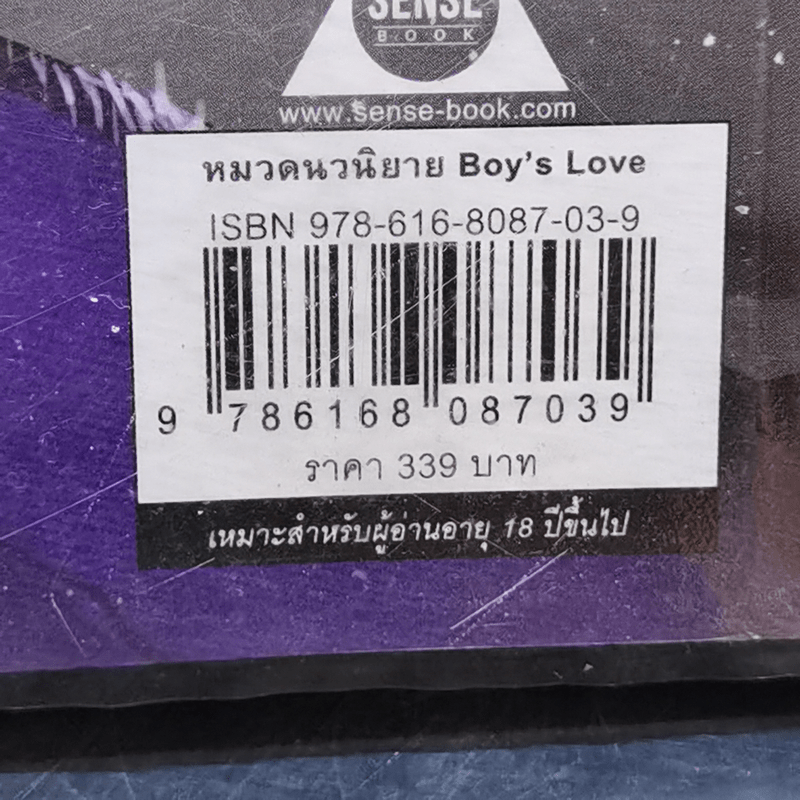 SENSE
BOOK
www.sense-book.com
หมวดนวนิยาย Boy's Love
ISBN 978-616-8087-03-9
9 786168 087039
ราคา 339 บาท
เหมาะสำหรับผู้อ่านอายุ 18 ปีขึ้นไป